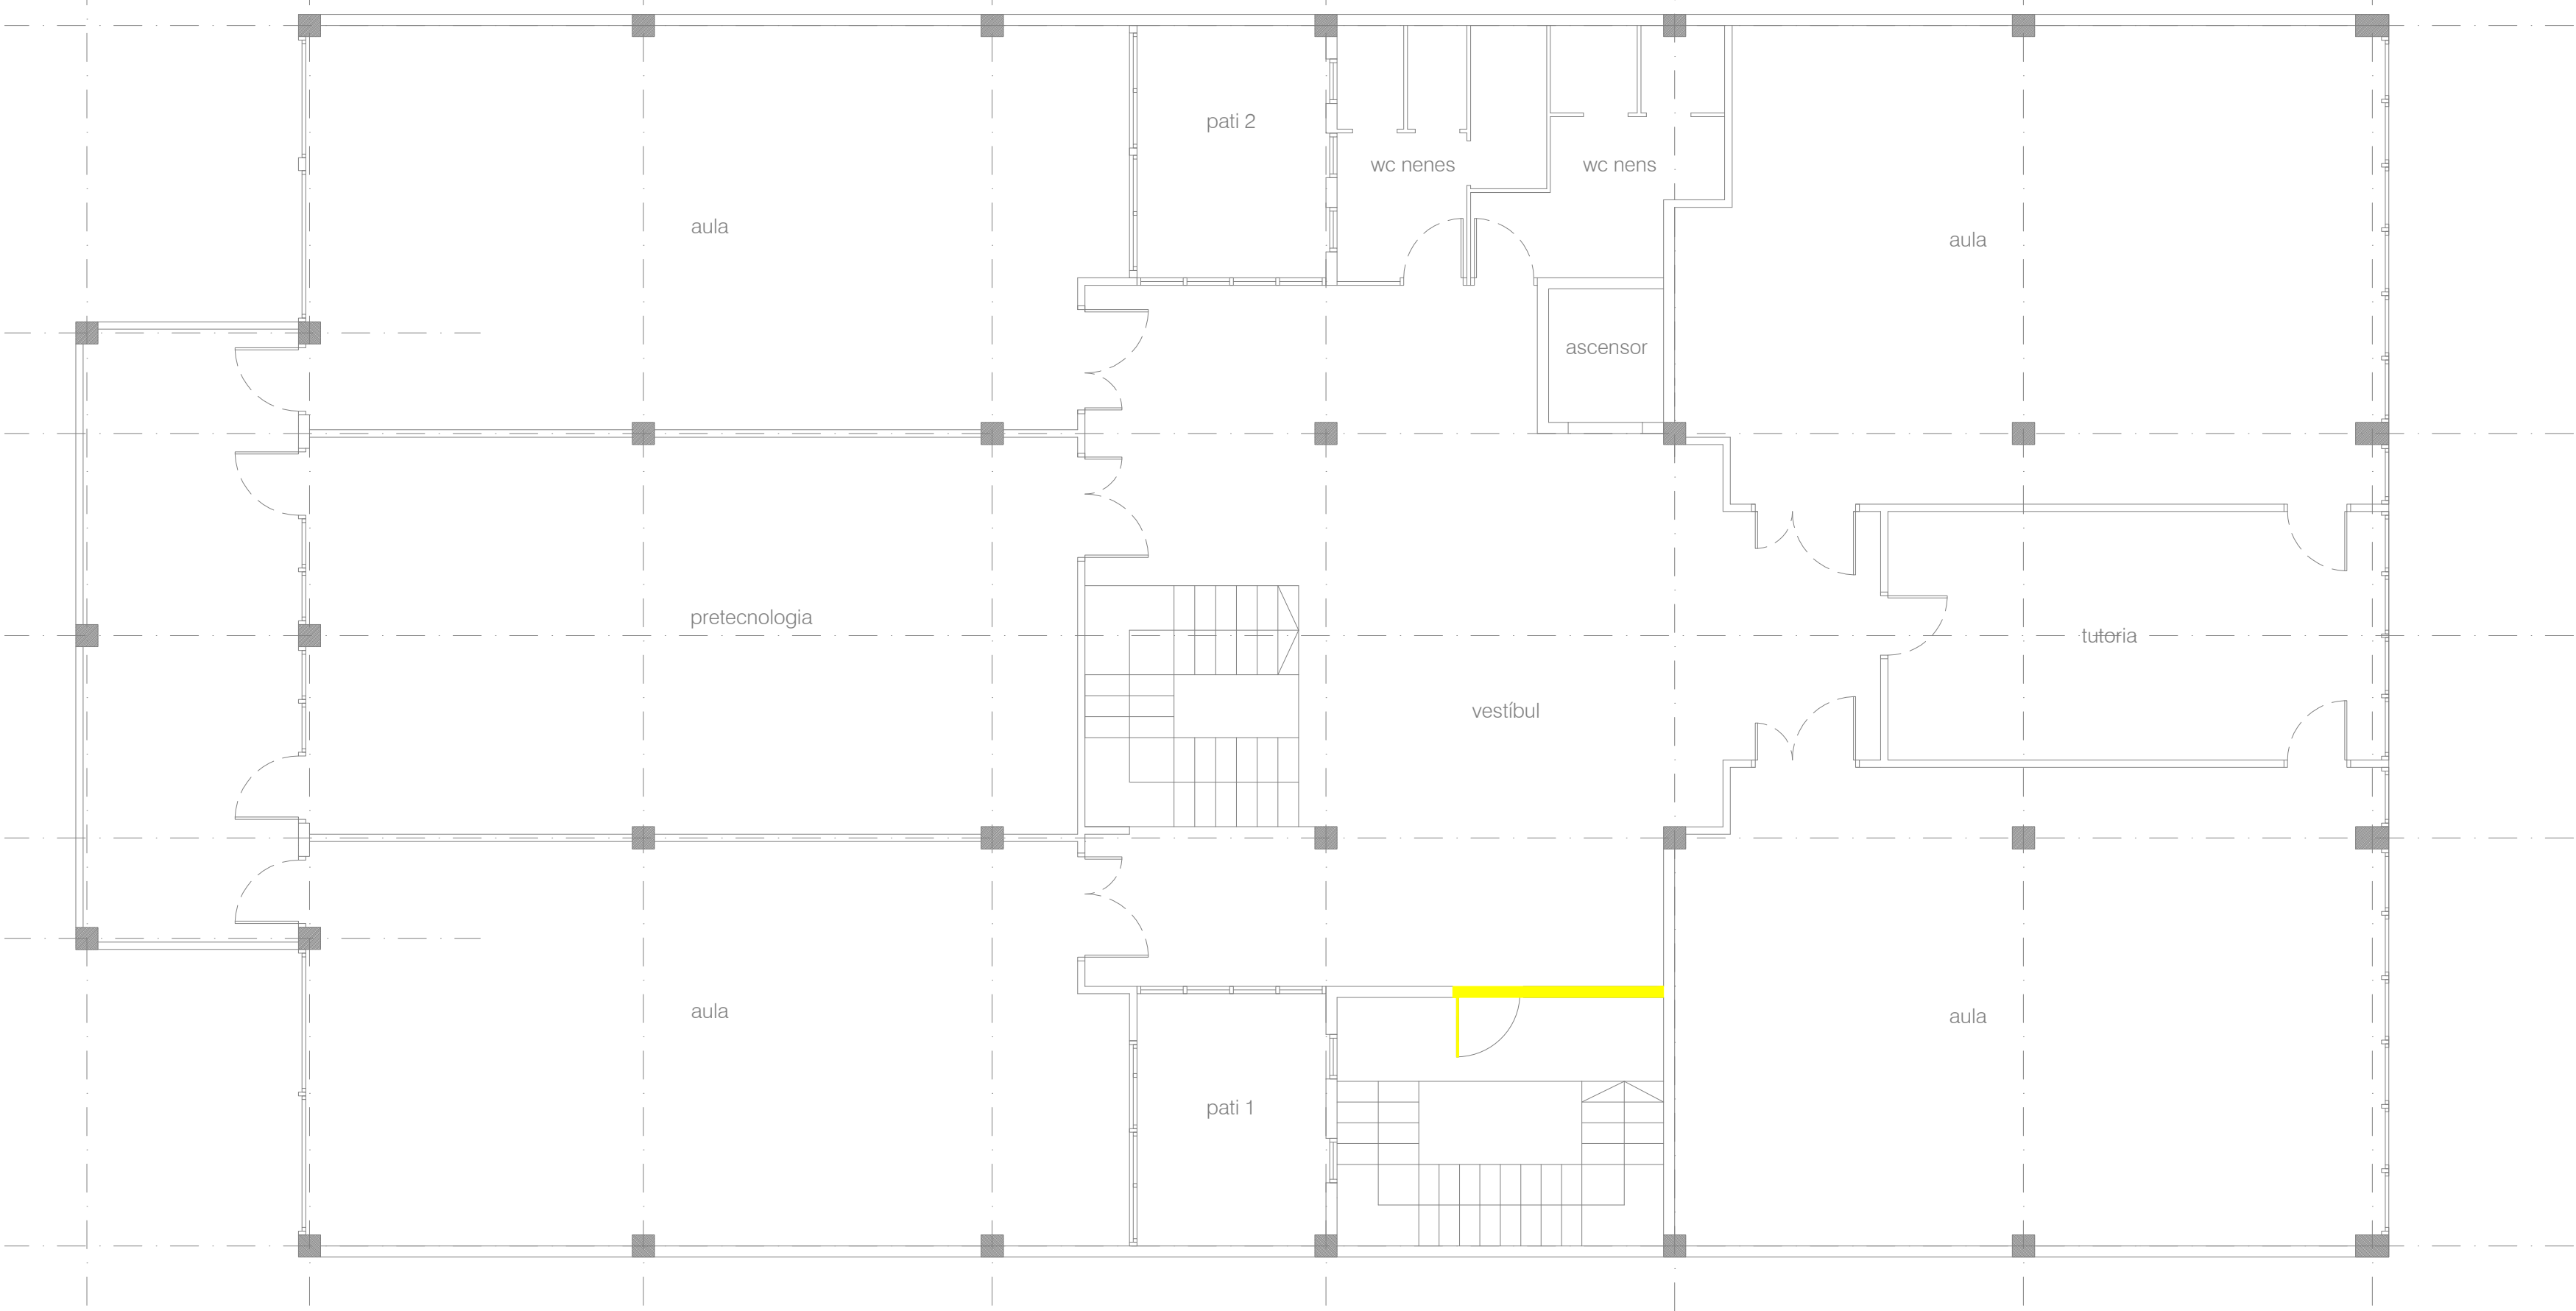 pati 2
wc nenes
wc nens
aula
aula
ascensor
pretecnologia
tutoria
vestíbul
aula
aula
pati 1